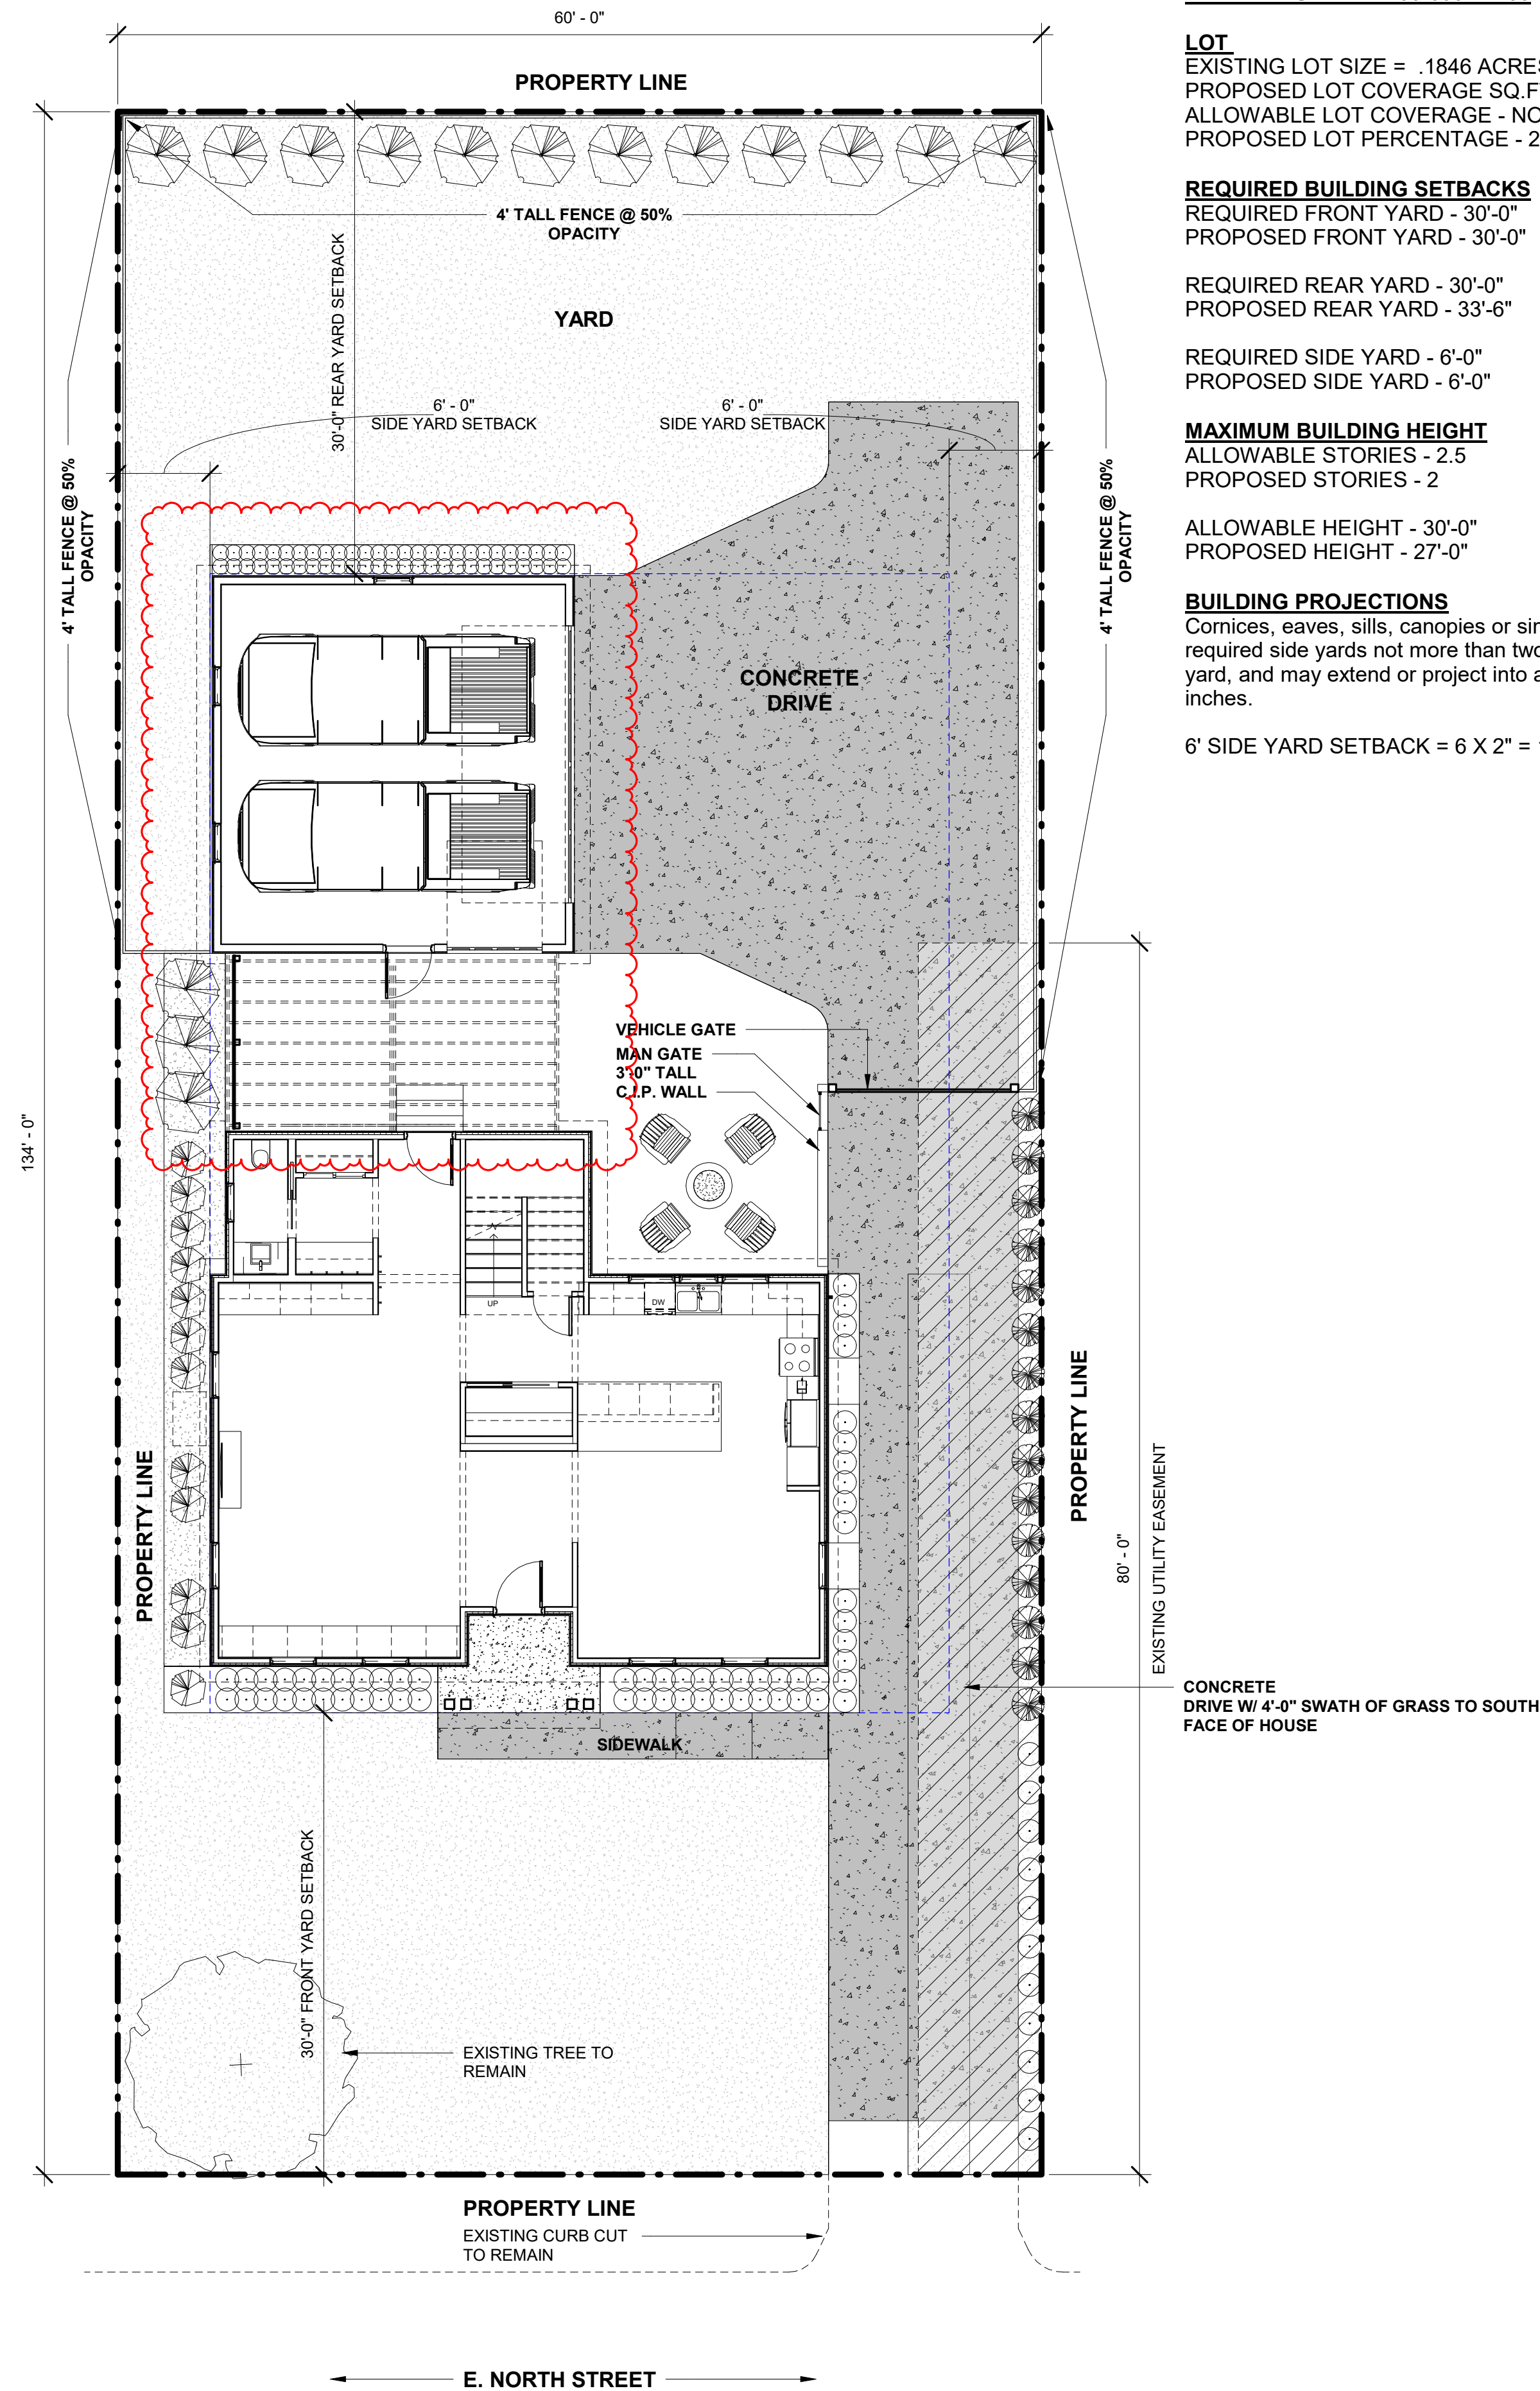 60' - 0"
PROPERTY LINE
4' TALL FENCE @ 50%
OPACITY
30'-0" REAR YARD SETBACK
YARD
6' - 0"
SIDE YARD SETBACK
6' - 0"
SIDE YARD SETBACK
4' TALL FENCE @ 50%
OPACITY
4' TALL FENCE @ 50%
OPACITY
CONCRETE
DRIVE
VEHICLE GATE
MAN GATE
3'-0" TALL
C.I.P. WALL
134' - 0"
UP
DW
PROPERTY LINE
PROPERTY LINE
80' - 0"
EXISTING UTILITY EASEMENT
CONCRETE
DRIVE W/ 4'-0" SWATH OF GRASS TO SOUTH
FACE OF HOUSE
SIDEWALK
30'-0" FRONT YARD SETBACK
EXISTING TREE TO
REMAIN
PROPERTY LINE
EXISTING CURB CUT
TO REMAIN
E. NORTH STREET
LOT
EXISTING LOT SIZE = .1846 ACRES
PROPOSED LOT COVERAGE SQ.F
ALLOWABLE LOT COVERAGE - NO
PROPOSED LOT PERCENTAGE - 2
REQUIRED BUILDING SETBACKS
REQUIRED FRONT YARD - 30'-0"
PROPOSED FRONT YARD - 30'-0"
REQUIRED REAR YARD - 30'-0"
PROPOSED REAR YARD - 33'-6"
REQUIRED SIDE YARD - 6'-0"
PROPOSED SIDE YARD - 6'-0"
MAXIMUM BUILDING HEIGHT
ALLOWABLE STORIES - 2.5
PROPOSED STORIES - 2
ALLOWABLE HEIGHT - 30'-0"
PROPOSED HEIGHT - 27'-0"
BUILDING PROJECTIONS
Cornices, eaves, sills, canopies or
required side yards not more than two
yard, and may extend or project into
inches.
6' SIDE YARD SETBACK = 6 X 2" =